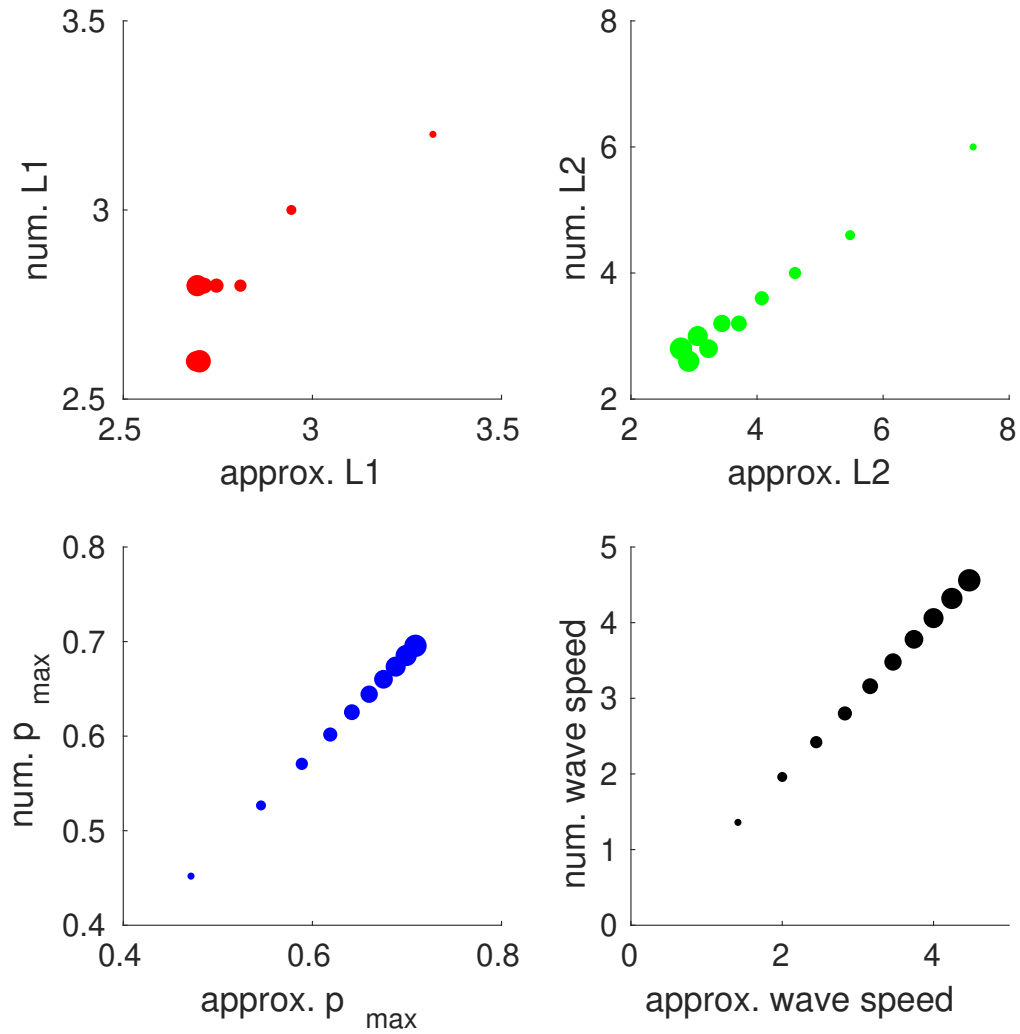 3.5
3
2.5
num. L1
2.5 3 3.5
approx. L1
8
6
4
2
num. L2
2 4 6 8
approx. L2
0.8
0.7
0.6
0.5
0.4
num. p max
0.4 0.6 0.8
approx. p max
5
4
3
2
1
0
num. wave speed
0 2 4
approx. wave speed